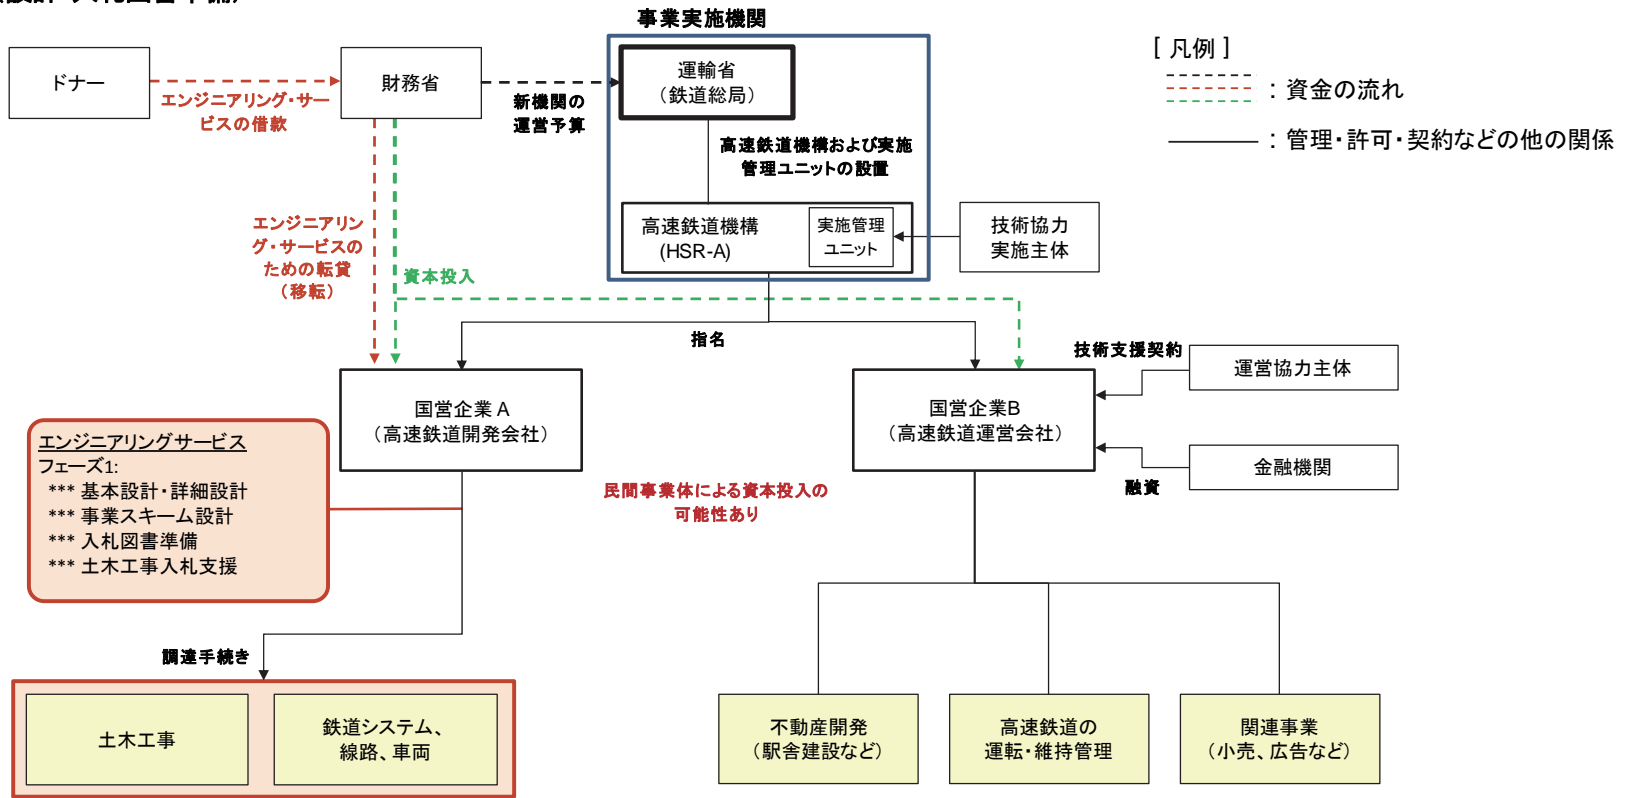 事業実施機関
[ 凡例 ]
：資金の流れ
：管理・許可・契約などの他の関係
ドナー
エンジニアリング・サー
ビスの借款
財務省
新機関の
運営予算
運輸省
（鉄道総局）
高速鉄道機構および実施
管理ユニットの設置
高速鉄道機構
(HSR-A)
実施管理
ユニット
技術協力
実施主体
エンジニアリン
グ・サービスの
ための転貸
（移転）
資本投入
指名
技術支援契約
運営協力主体
国営企業 A
（高速鉄道開発会社）
国営企業B
（高速鉄道運営会社）
金融機関
融資
エンジニアリングサービス
フェーズ1:
*** 基本設計・詳細設計
*** 事業スキーム設計
*** 入札図書準備
*** 土木工事入札支援
民間事業体による資本投入の
可能性あり
調達手続き
土木工事
鉄道システム、
線路、車両
不動産開発
（駅舎建設など）
高速鉄道の
運転・維持管理
関連事業
（小売、広告など）